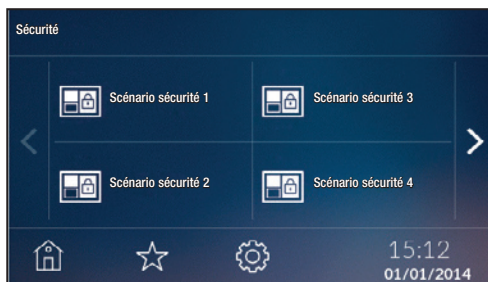 Sécurité
Scénario sécurité 1
Scénario sécurité 3
Scénario sécurité 2
Scénario sécurité 4
15:12
01/01/2014